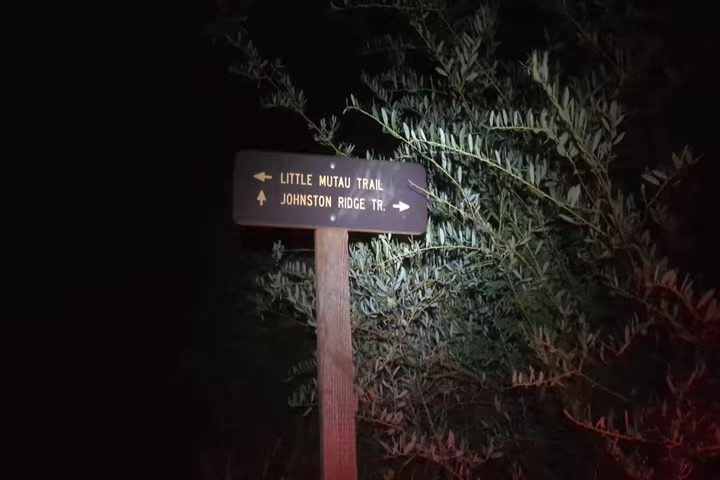 ← LITTLE MUTAU TRAIL
↑ JOHNSTON RIDGE TR. →